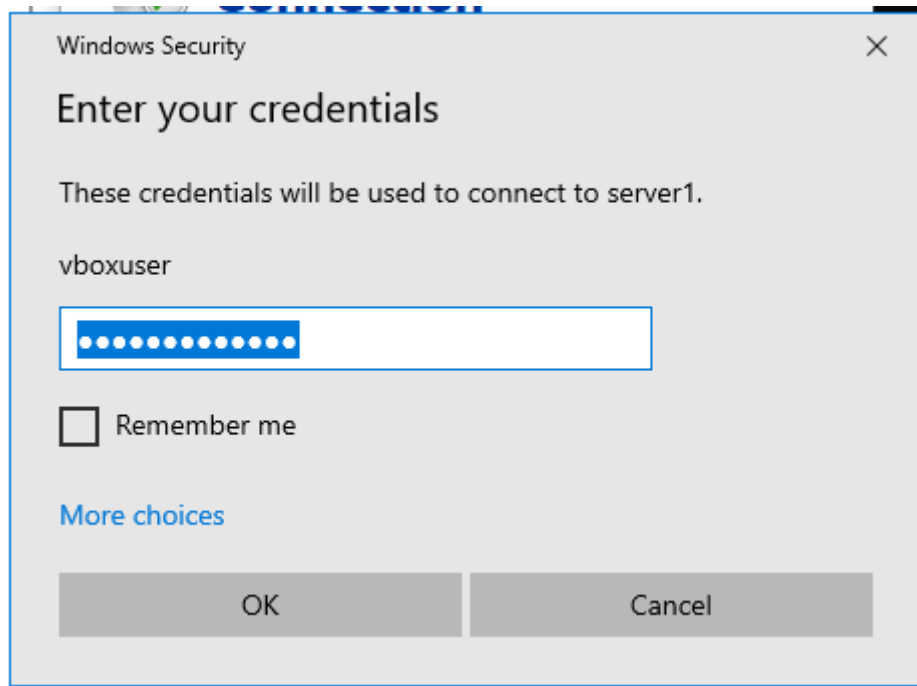 Connection
Windows Security
Enter your credentials
These credentials will be used to connect to server1.
vboxuser
•••••••••••••
Remember me
More choices
OK
Cancel